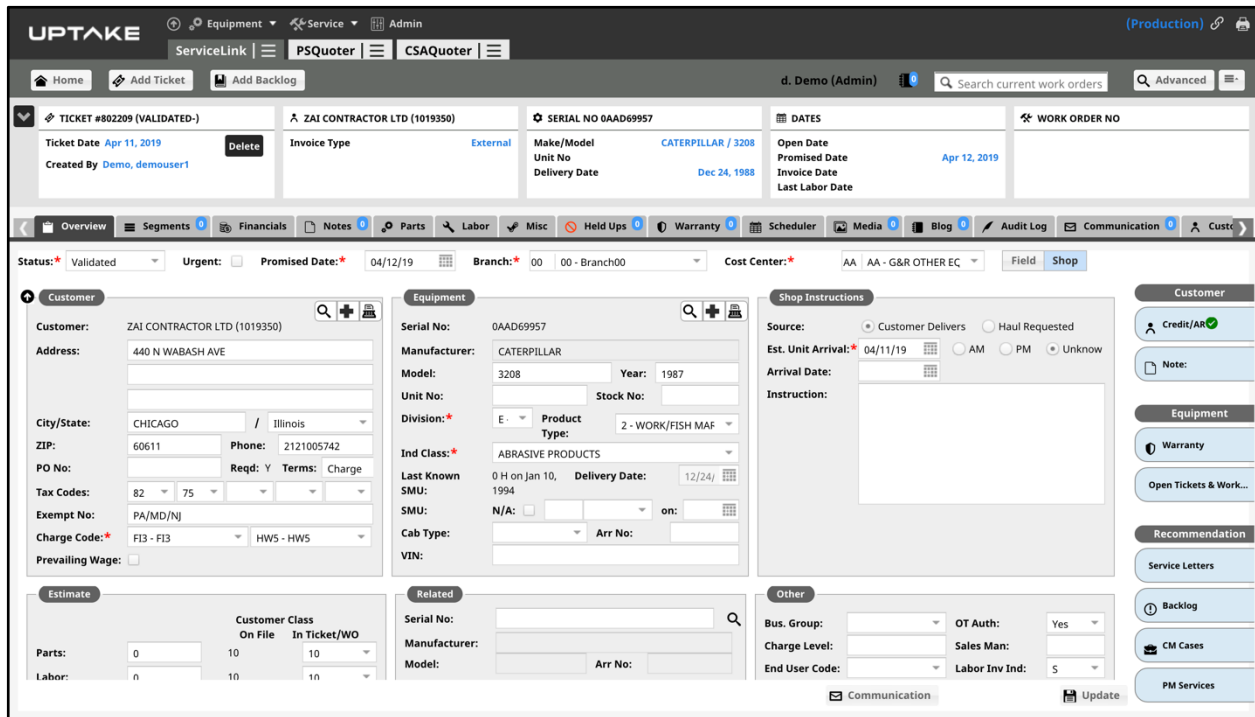 UPTAKE
Equipment Service Admin
(Production)
ServiceLink PSQuoter CSAQuoter
Home Add Ticket Add Backlog
d. Demo (Admin) 0 Search current work orders Advanced
TICKET #802209 (VALIDATED-)
Ticket Date Apr 11, 2019
Delete
Created By Demo, demouser1
ZAI CONTRACTOR LTD (1019350)
Invoice Type External
SERIAL NO 0AAD69957
Make/Model CATERPILLAR / 3208
Unit No
Delivery Date Dec 24, 1988
DATES
Open Date
Promised Date Apr 12, 2019
Invoice Date
Last Labor Date
WORK ORDER NO
Overview Segments 0 Financials Notes 0 Parts Labor Misc Held Ups 0 Warranty 0 Scheduler Media 0 Blog 0 Audit Log Communication 0 Custo
Status:* Validated Urgent: Promised Date:* 04/12/19 Branch:* 00 00 - Branch00 Cost Center:* AA AA - G&R OTHER EQ Field Shop
Customer
Customer: ZAI CONTRACTOR LTD (1019350)
Address: 440 N WABASH AVE
City/State: CHICAGO / Illinois
ZIP: 60611 Phone: 2121005742
PO No: Reqd: Y Terms: Charge
Tax Codes: 82 75
Exempt No: PA/MD/NJ
Charge Code:* FI3 - FI3 HW5 - HW5
Prevailing Wage:
Equipment
Serial No: 0AAD69957
Manufacturer: CATERPILLAR
Model: 3208 Year: 1987
Unit No: Stock No:
Division:* E - Product
Type: 2 - WORK/FISH MAR
Ind Class:* ABRASIVE PRODUCTS
Last Known 0 H on Jan 10, Delivery Date: 12/24/
SMU: 1994
SMU: N/A: on:
Cab Type: Arr No:
VIN:
Shop Instructions
Source: Customer Delivers Haul Requested
Est. Unit Arrival:* 04/11/19 AM PM Unknow
Arrival Date:
Instruction:
Customer
Credit/AR
Note:
Equipment
Warranty
Open Tickets & Work...
Recommendation
Service Letters
Backlog
CM Cases
PM Services
Estimate
Customer Class
On File In Ticket/WO
Parts: 0 10 10
Labor: 0 10 10
Related
Serial No:
Manufacturer:
Model: Arr No:
Other
Bus. Group: OT Auth: Yes
Charge Level: Sales Man:
End User Code: Labor Inv Ind: S
Communication Update